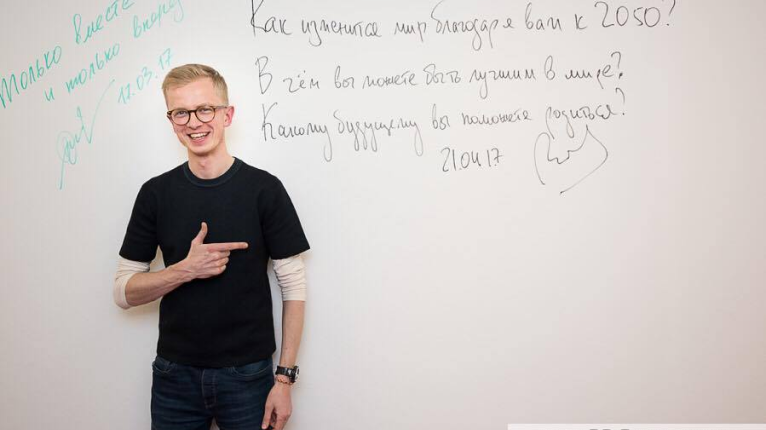 Только вместе
и только вперёд
12.03.17
Как изменится мир благодаря вам к 2050?
В чём вы можете быть лучшим в мире?
Какому будущему вы поможете родиться?
21.04.17